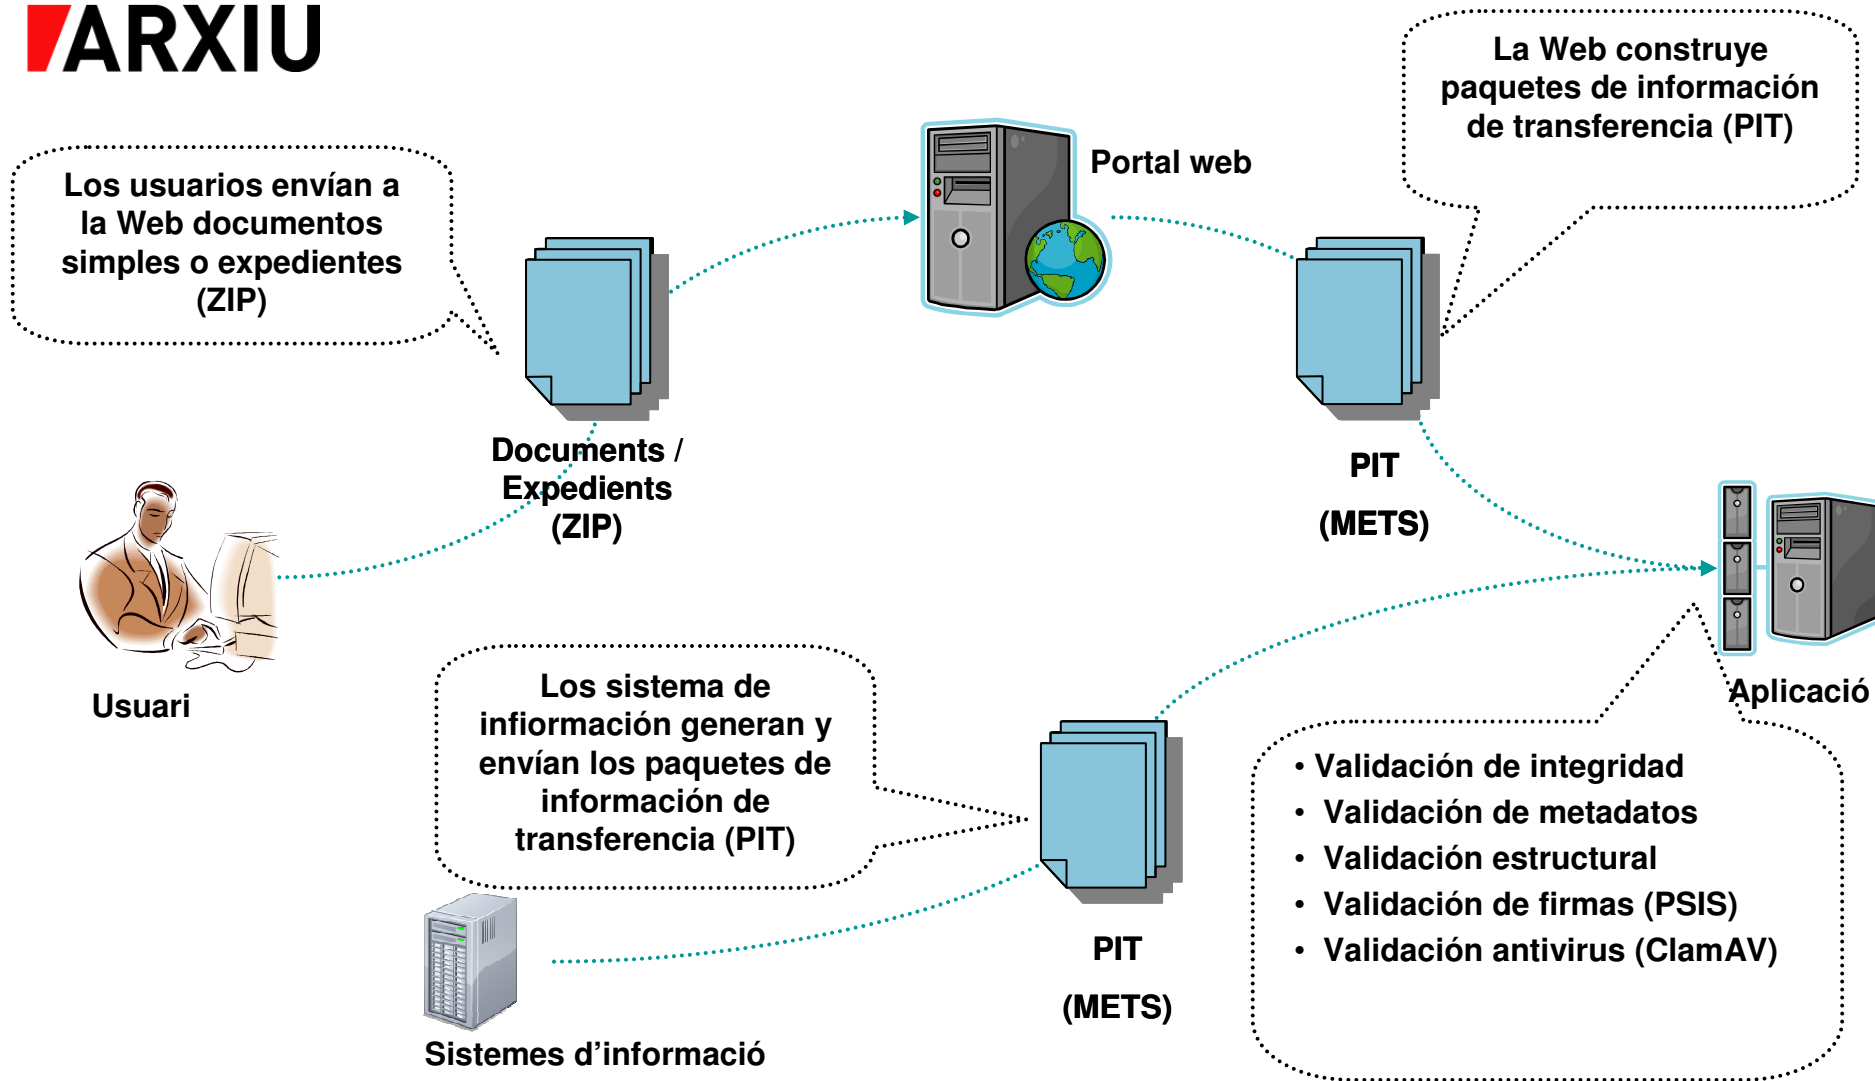 ARXIU
La Web construye
paquetes de información
de transferencia (PIT)
Los usuarios envían a
la Web documentos
simples o expedientes
(ZIP)
Portal web
Documents /
Expedients
(ZIP)
PIT
(METS)
Usuari
Aplicació
Los sistema de
infiormación generan y
envían los paquetes de
información de
transferencia (PIT)
• Validación de integridad
• Validación de metadatos
• Validación estructural
• Validación de firmas (PSIS)
• Validación antivirus (ClamAV)
PIT
(METS)
Sistemes d’informació